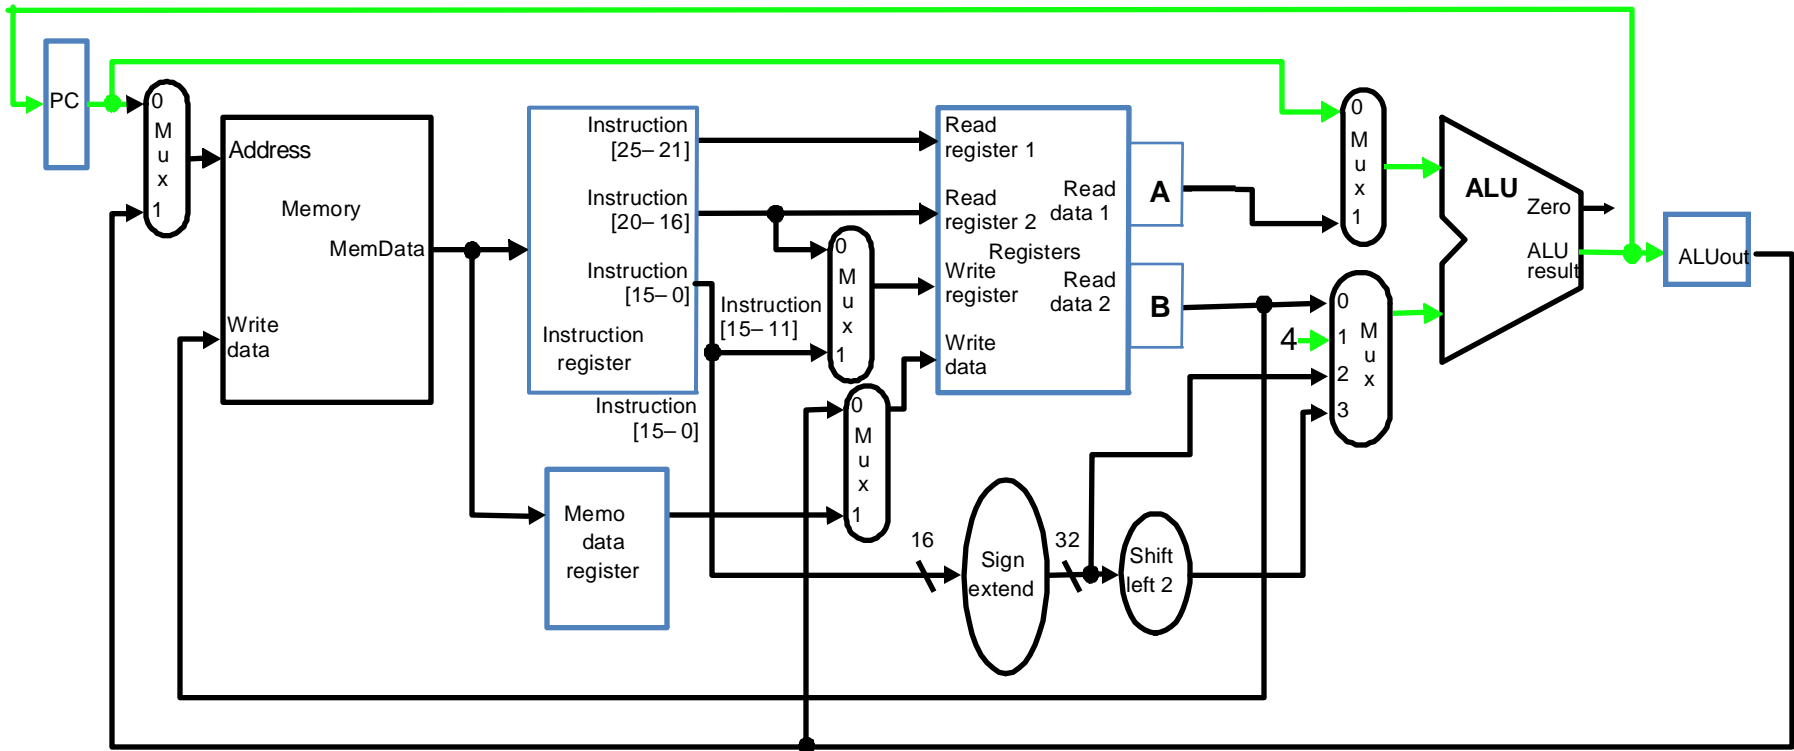 PC
0
M
u
x
1
Address
Memory
MemData
Write
data
Instruction
[25– 21]
Instruction
[20– 16]
Instruction
[15– 0]
Instruction
register
Instruction
[15– 11]
Instruction
[15– 0]
0
M
u
x
1
0
M
u
x
1
Memo
data
register
Read
register 1
Read
register 2
Write
register
Write
data
Registers
Read
data 1
Read
data 2
A
B
16
Sign
extend
32
Shift
left 2
0
M
u
x
1
4
0
1
2
3
M
u
x
ALU
Zero
ALU
result
ALUout